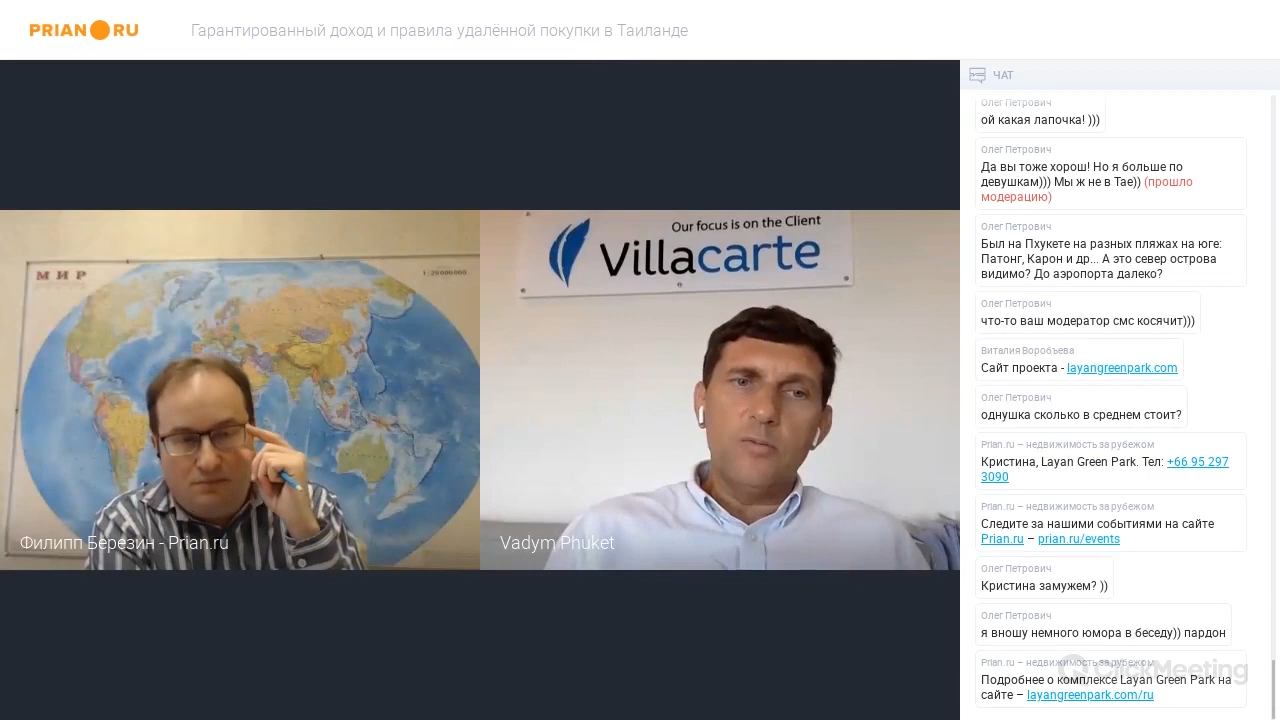 PRIAN RU
Гарантированный доход и правила удалённой покупки в Таиланде
ЧАТ
Олег Петрович
ой какая лапочка! )))
Олег Петрович
Да вы тоже хорош! Но я больше по
девушкам))) Мы ж не в Тае)) (прошло
модерацию)
Олег Петрович
Был на Пхукете на разных пляжах на юге:
Патонг, Карон и др... А это север острова
видимо? До аэропорта далеко?
Олег Петрович
что-то ваш модератор смс косячит)))
Виталия Воробъева
Сайт проекта - layangreenpark.com
Олег Петрович
однушка сколько в среднем стоит?
Prian.ru – недвижимость за рубежом
Кристина, Layan Green Park. Тел: +66 95 297
3090
Prian.ru – недвижимость за рубежом
Следите за нашими событиями на сайте
Prian.ru – prian.ru/events
Олег Петрович
Кристина замужем? ))
Олег Петрович
я вношу немного юмора в беседу)) пардон
Prian.ru – недвижимость за рубежом
Подробнее о комплексе Layan Green Park на
сайте – layangreenpark.com/ru
ClickMeeting
МИР
1:20000000
Филипп Березин - Prian.ru
Our focus is on the Client
Villacarte
Vadym Phuket